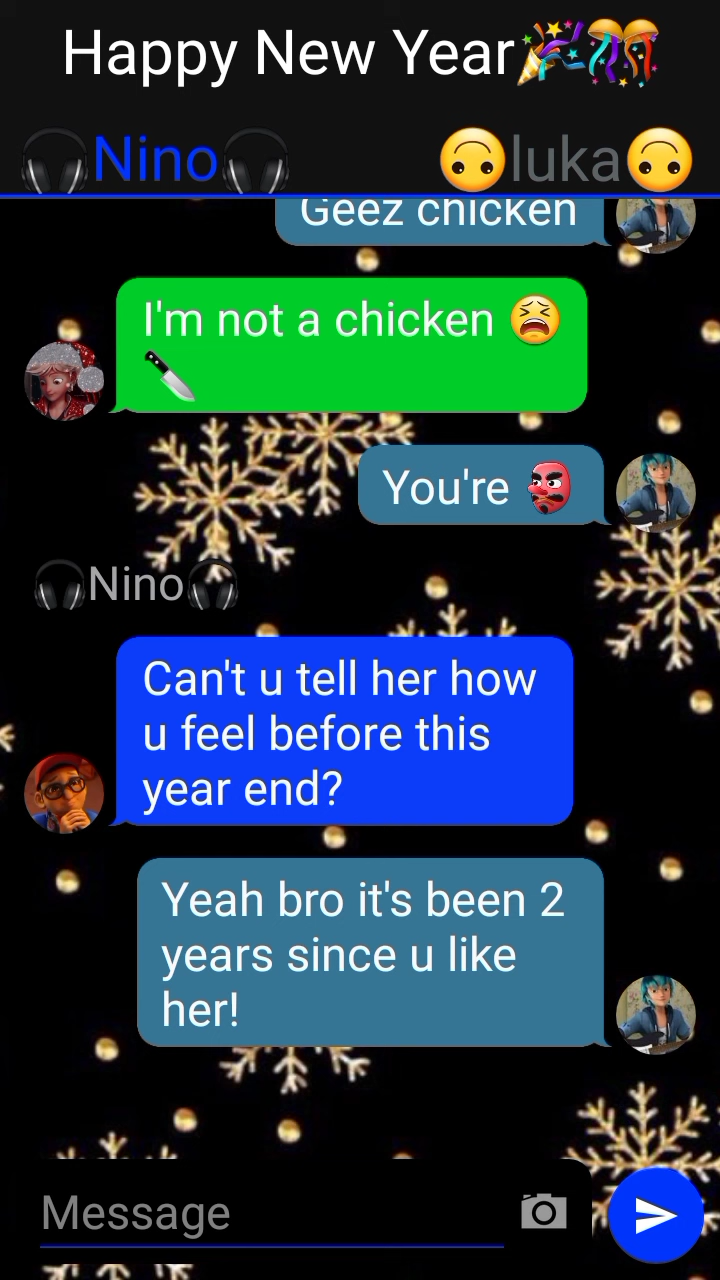 Happy New Year🎉🎊
🎧Nino🎧 🙃luka🙃
Geez chicken
I'm not a chicken 😫
🔪
You're 👺
🎧Nino🎧
Can't u tell her how
u feel before this
year end?
Yeah bro it's been 2
years since u like
her!
Message